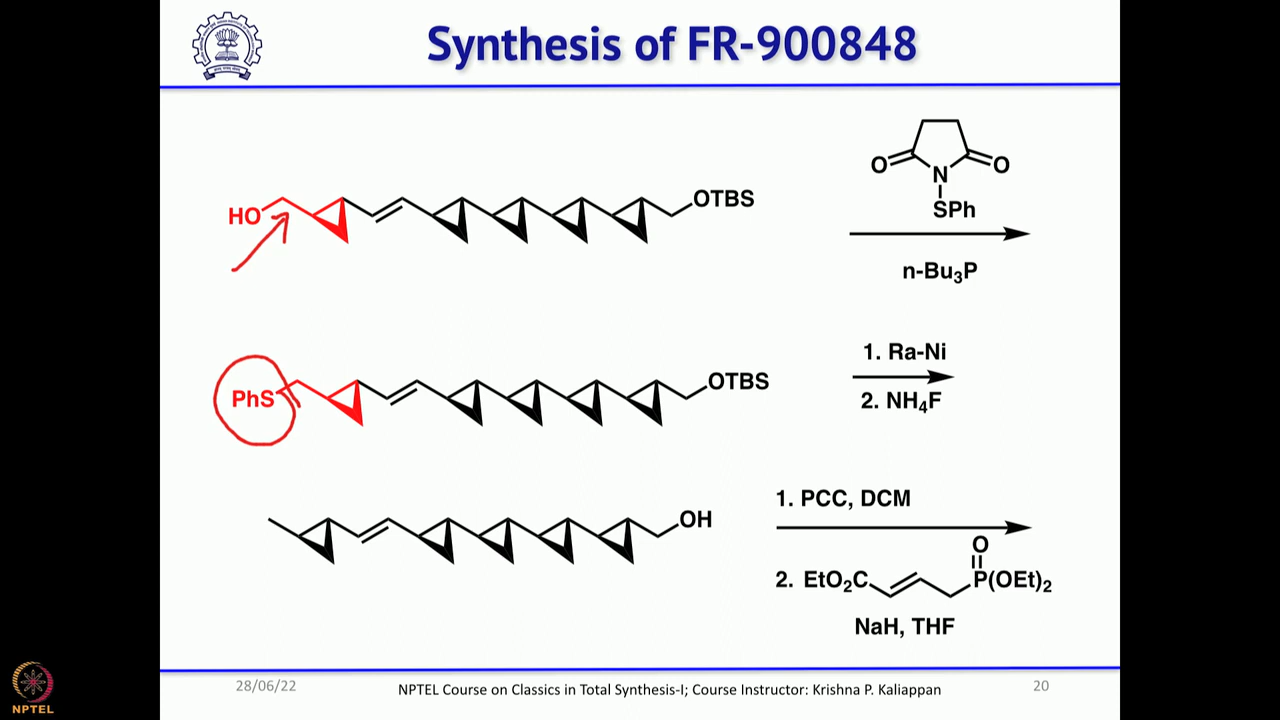 Synthesis of FR-900848
O
O
N
SPh
HO
OTBS
n-Bu₃P
PhS
OTBS
1. Ra-Ni
2. NH₄F
OH
1. PCC, DCM
O
2. EtO₂C
P(OEt)₂
NaH, THF
28/06/22
NPTEL Course on Classics in Total Synthesis-I; Course Instructor: Krishna P. Kaliappan
20
NPTEL